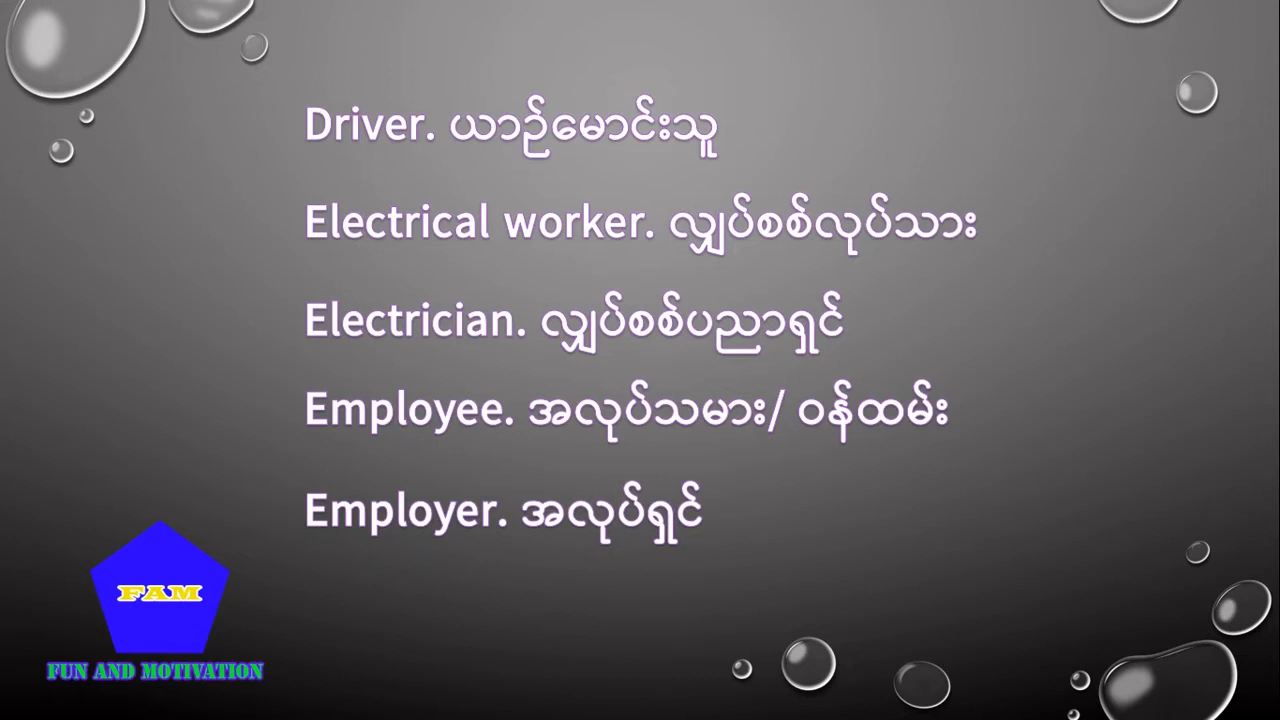 Driver. ယာဉ်မောင်းသူ
Electrical worker. လျှပ်စစ်လုပ်သား
Electrician. လျှပ်စစ်ပညာရှင်
Employee. အလုပ်သမား/ ဝန်ထမ်း
Employer. အလုပ်ရှင်
FAM
FUN AND MOTIVATION